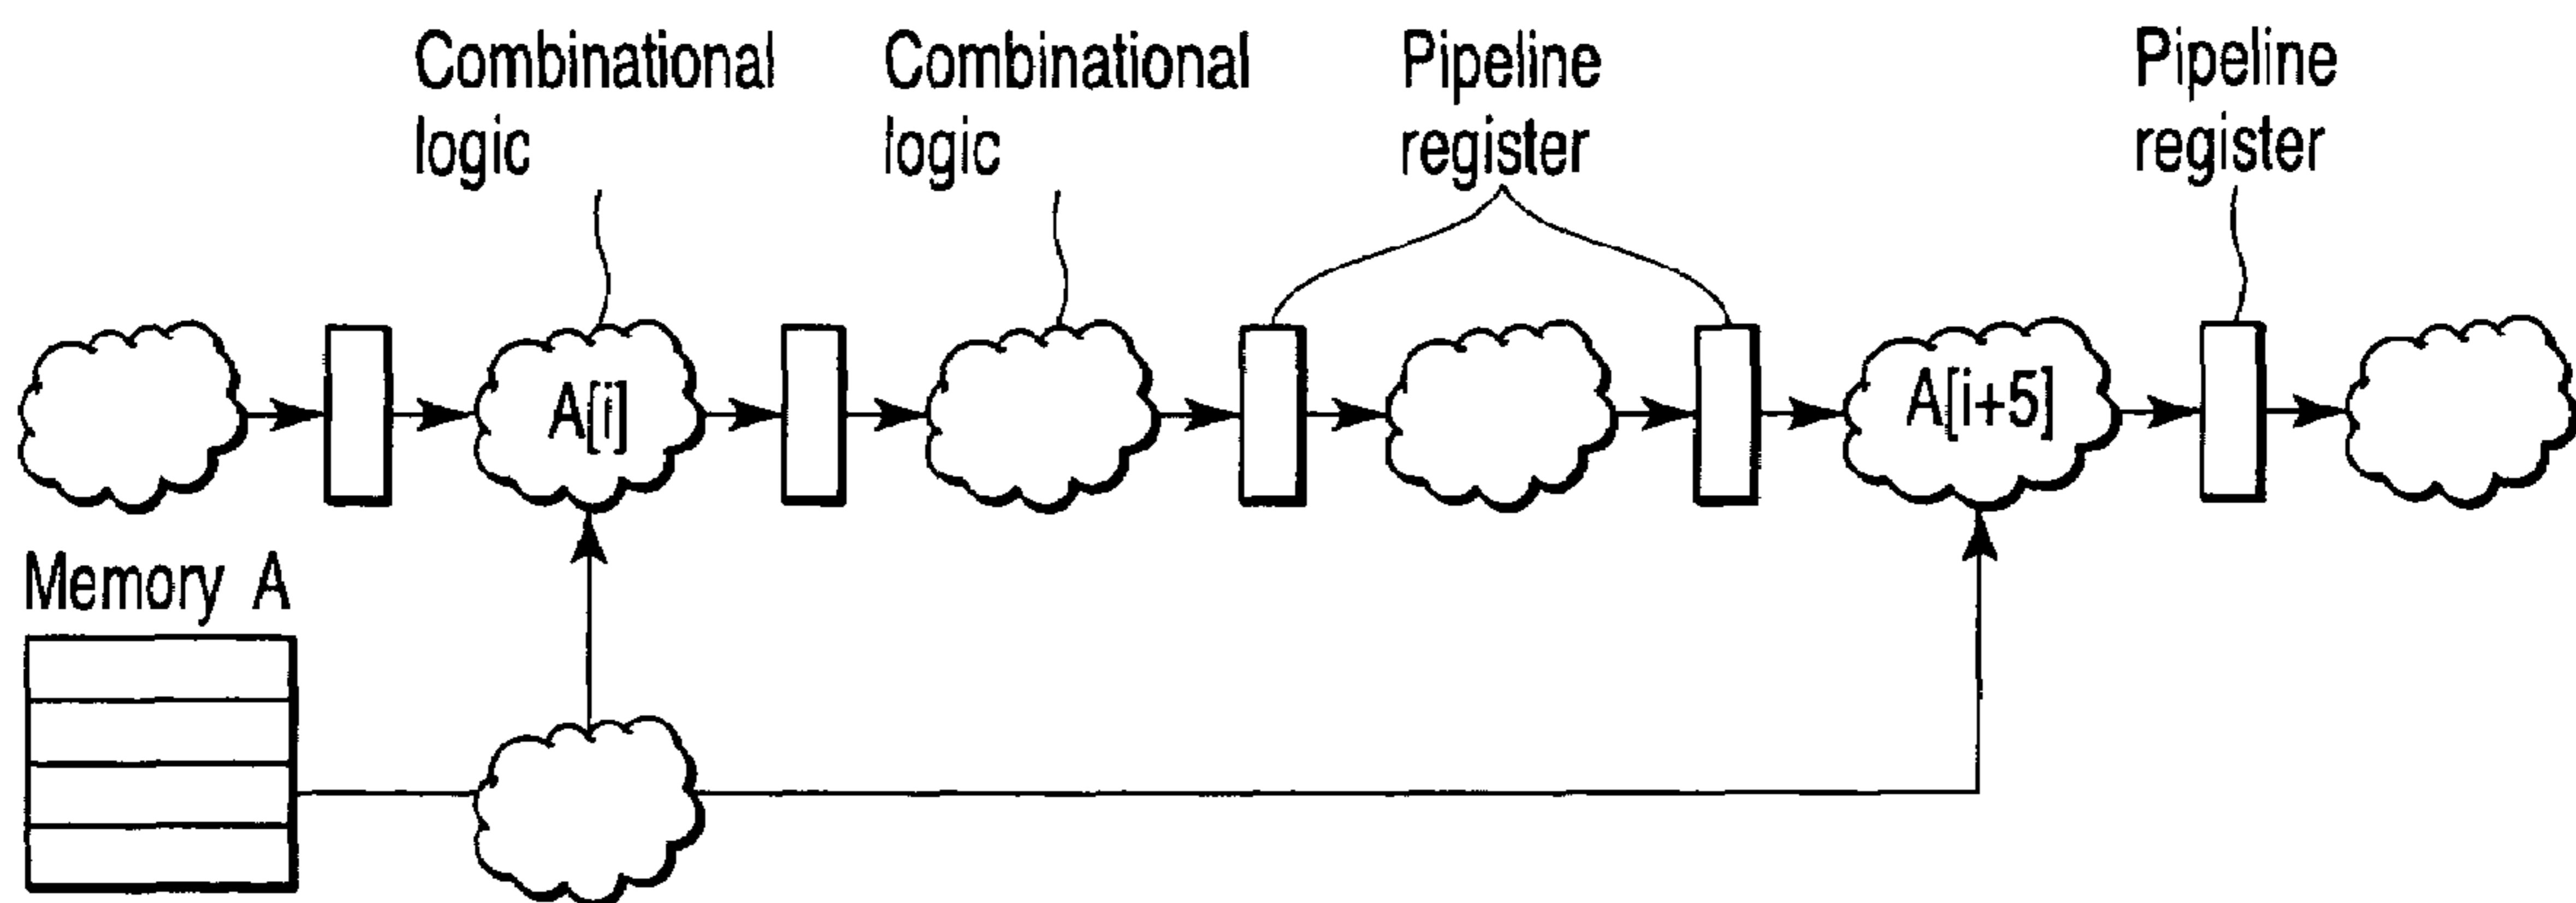 Combinational
logic
Combinational
logic
Pipeline
register
Pipeline
register
A[i]
A[i+5]
Memory A